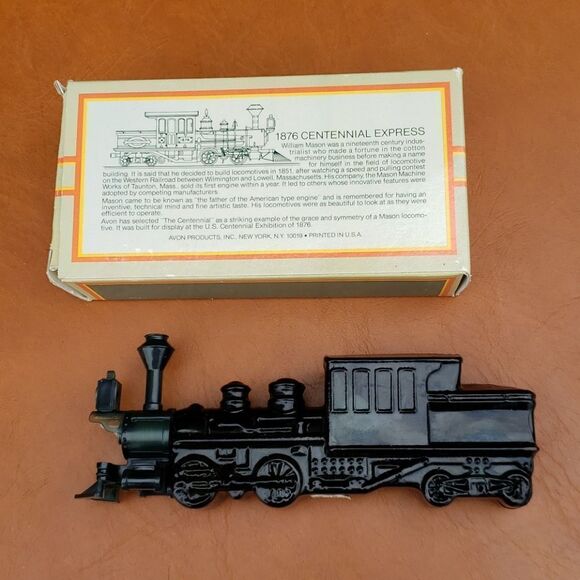 1876 CENTENNIAL EXPRESS
William Mason was a nineteenth century indus-
trialist who made a fortune in the cotton
machinery business before making a name
for himself in the field of locomotive
building. It is said that he decided to build locomotives in 1851, after watching a speed and pulling contest
on the Western Railroad between Wilmington and Lowell, Massachusetts. His company, the Mason Machine
Works of Taunton, Mass., sold its first engine within a year. It led to others whose innovative features were
adopted by competing manufacturers.
Mason came to be known as "the father of the American type engine" and is remembered for having an
inventive, technical mind and fine artistic taste. His locomotives were as beautiful to look at as they were
efficient to operate.
Avon has selected "The Centennial" as a striking example of the grace and symmetry of a Mason locomo-
tive. It was built for display at the U.S. Centennial Exhibition of 1876.
AVON PRODUCTS, INC., NEW YORK, N.Y. 10019 • PRINTED IN U.S.A.